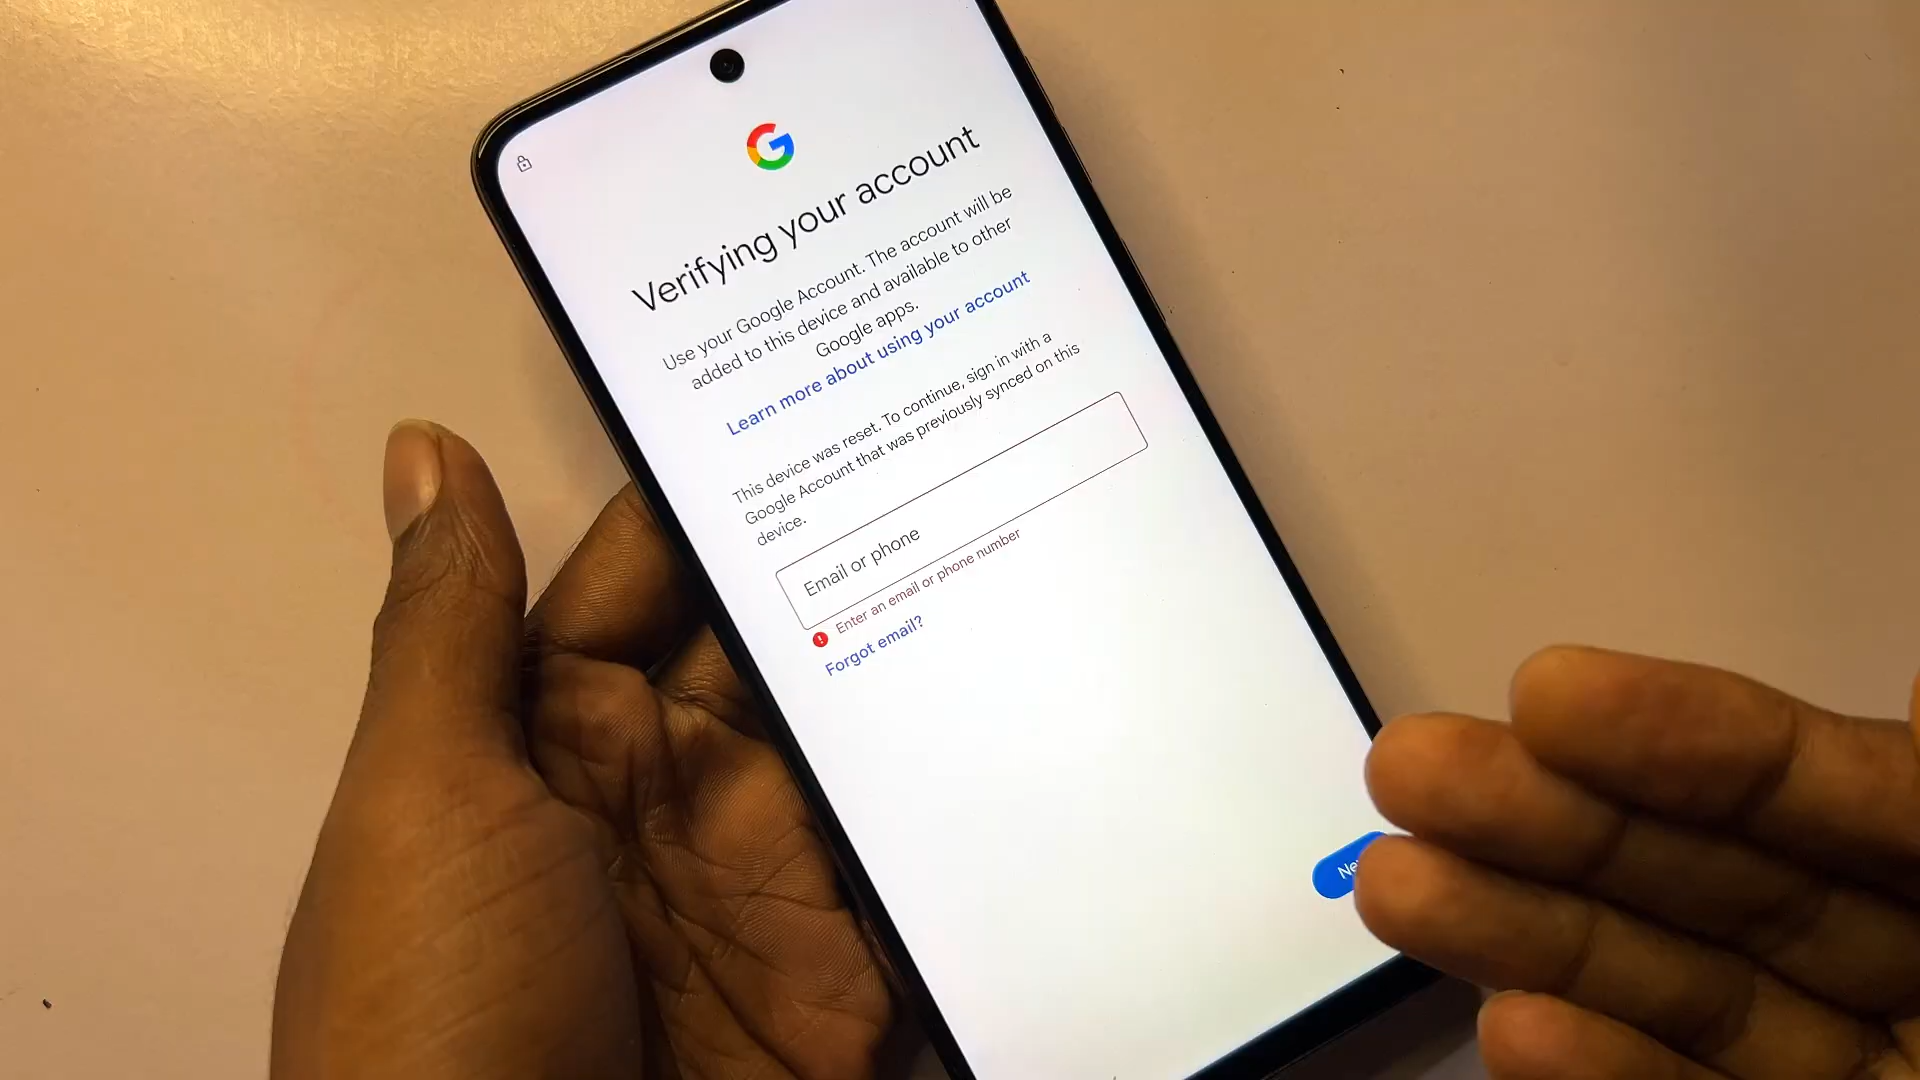 Verifying your account
Use your Google Account. The account will be
added to this device and available to other
Google apps.
Learn more about using your account
This device was reset. To continue, sign in with a
Google Account that was previously synced on this
device.
Email or phone
Enter an email or phone number
Forgot email?